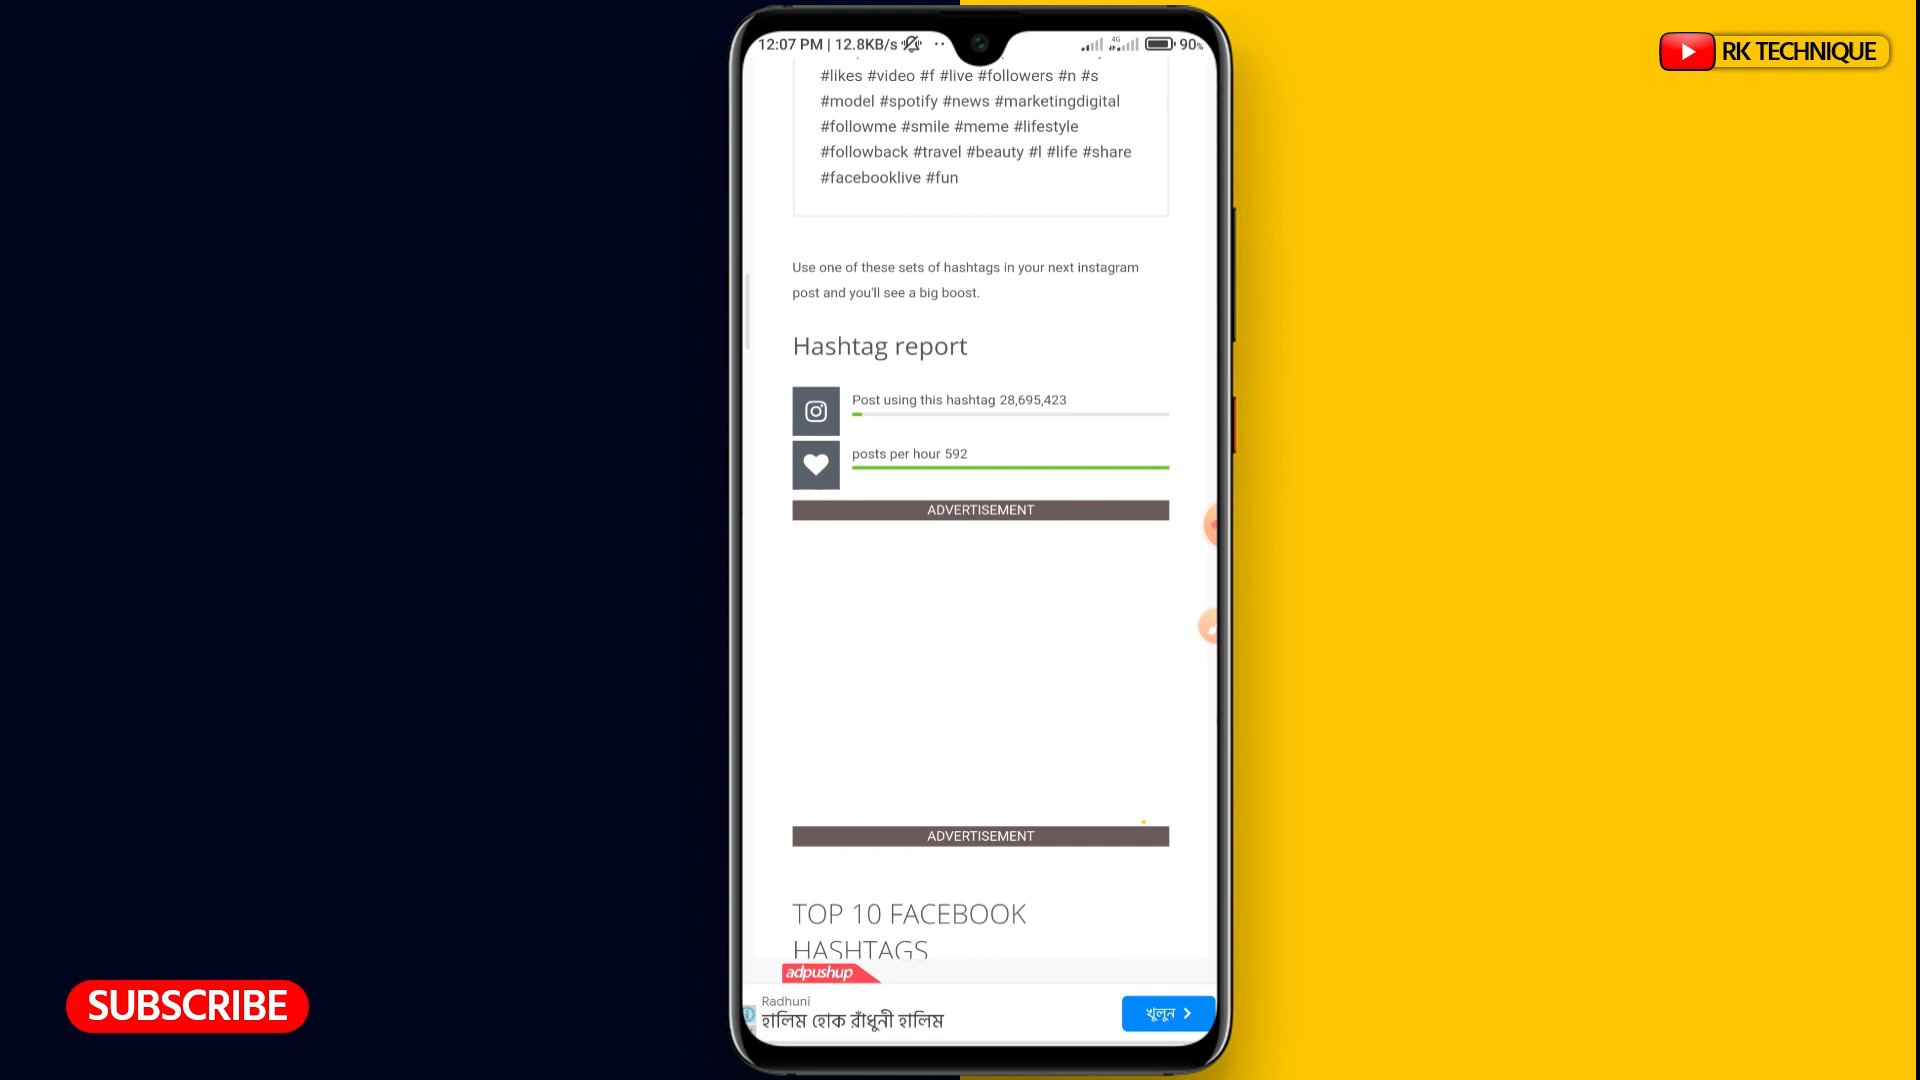 12:07 PM | 12.8KB/s
4G
90%
RK TECHNIQUE
#likes #video #f #live #followers #n #s
#model #spotify #news #marketingdigital
#followme #smile #meme #lifestyle
#followback #travel #beauty #l #life #share
#facebooklive #fun
Use one of these sets of hashtags in your next instagram
post and you'll see a big boost.
Hashtag report
Post using this hashtag 28,695,423
posts per hour 592
ADVERTISEMENT
ADVERTISEMENT
TOP 10 FACEBOOK
HASHTAGS
adpushup
Radhuni
হালিম হোক রাঁধুনী হালিম
খুলুন
SUBSCRIBE